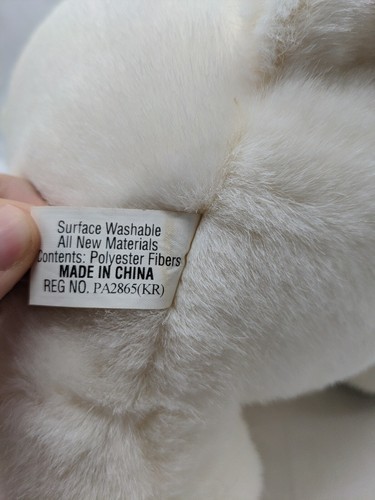 Surface Washable
All New Materials
Contents: Polyester Fibers
MADE IN CHINA
REG NO. PA2865(KR)